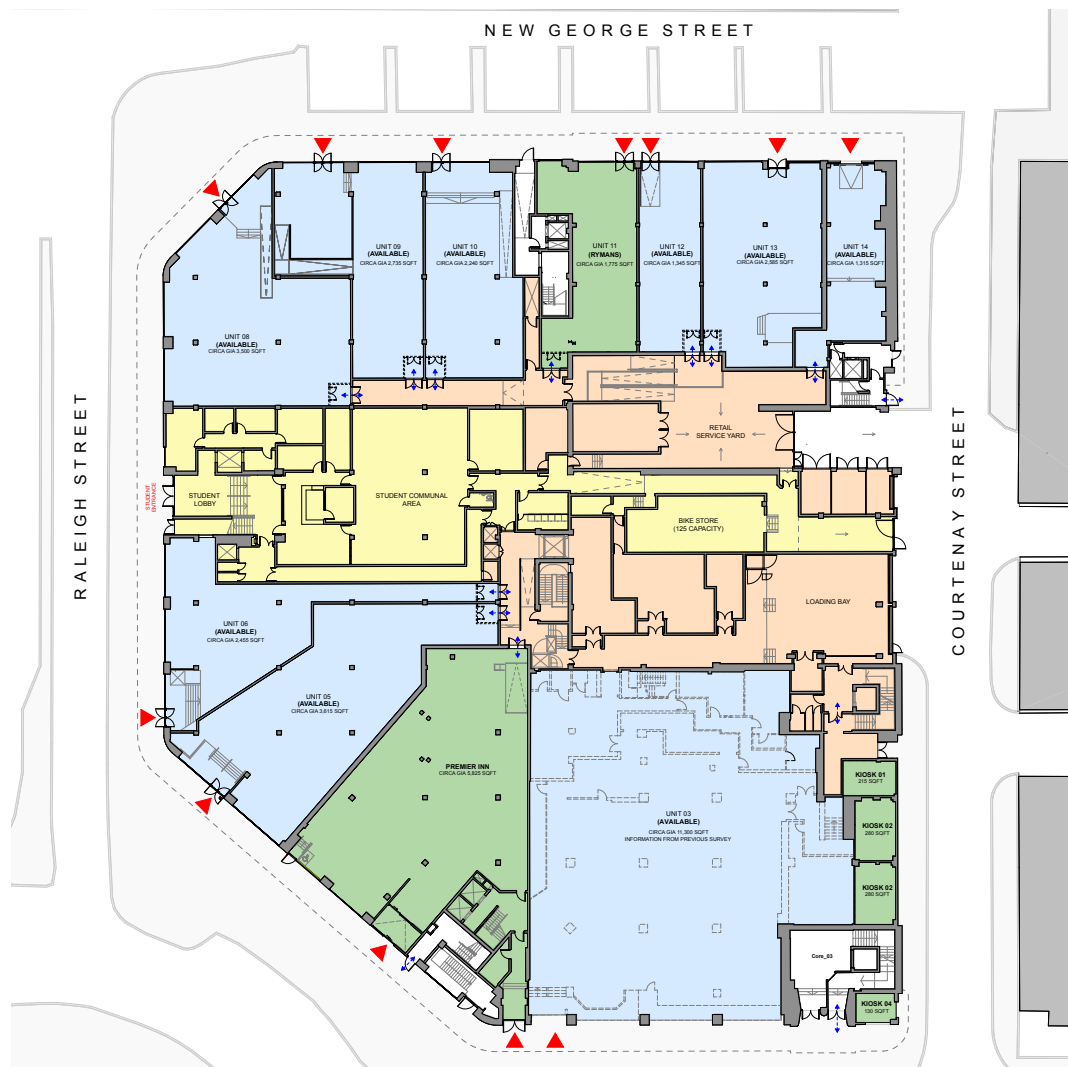 NEW GEORGE STREET
RALEIGH STREET
COURTENAY STREET
UNIT 09
(AVAILABLE)
CIRCA GIA 2,735 SQFT
UNIT 10
(AVAILABLE)
CIRCA GIA 2,240 SQFT
UNIT 11
(RYMANS)
CIRCA GIA 1,775 SQFT
UNIT 12
(AVAILABLE)
CIRCA GIA 1,345 SQFT
UNIT 13
(AVAILABLE)
CIRCA GIA 2,585 SQFT
UNIT 14
(AVAILABLE)
CIRCA GIA 1,315 SQFT
UNIT 08
(AVAILABLE)
CIRCA GIA 3,500 SQFT
RETAIL
SERVICE YARD
STUDENT
ENTRANCE
STUDENT
LOBBY
STUDENT COMMUNAL
AREA
BIKE STORE
(125 CAPACITY)
LOADING BAY
UNIT 06
(AVAILABLE)
CIRCA GIA 2,455 SQFT
UNIT 05
(AVAILABLE)
CIRCA GIA 3,615 SQFT
PREMIER INN
CIRCA GIA 5,825 SQFT
UNIT 03
(AVAILABLE)
CIRCA GIA 11,300 SQFT
INFORMATION FROM PREVIOUS SURVEY
KIOSK 01
215 SQFT
KIOSK 02
260 SQFT
KIOSK 02
260 SQFT
Core_03
KIOSK 04
130 SQFT